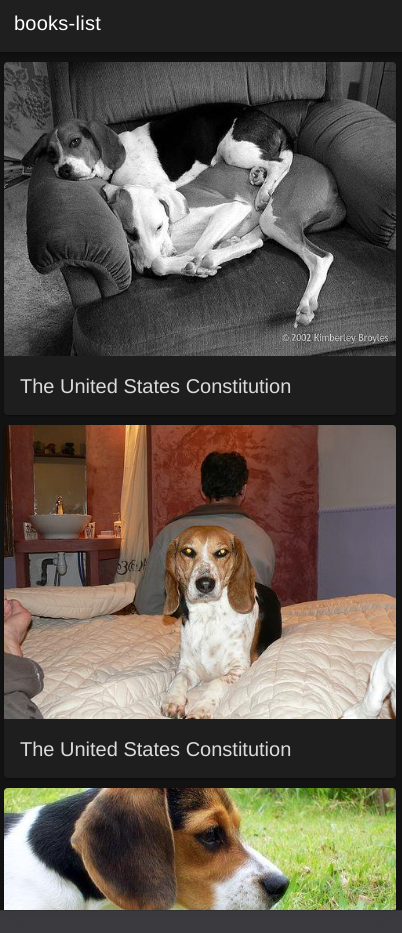 books-list
© 2002 Kimberley Broyles
The United States Constitution
The United States Constitution